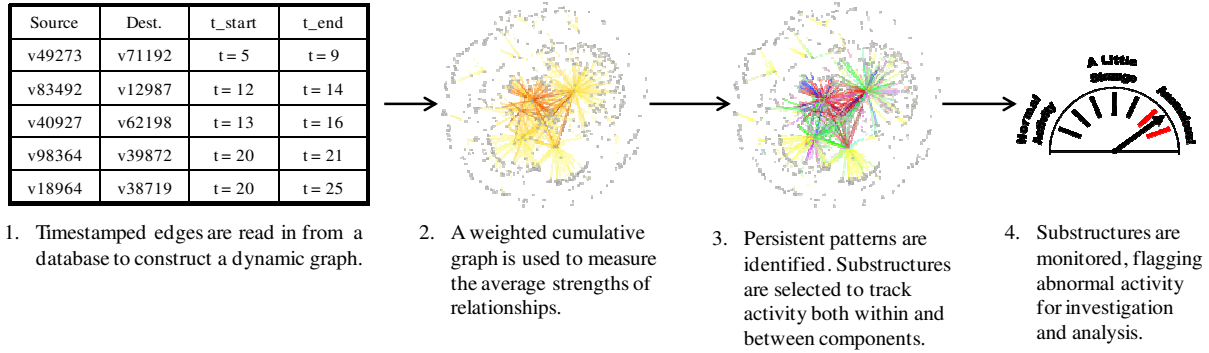 Source Dest. t_start t_end
v49273 v71192 t = 5 t = 9
v83492 v12987 t = 12 t = 14
v40927 v62198 t = 13 t = 16
v98364 v39872 t = 20 t = 21
v18964 v38719 t = 20 t = 25
A Little
Strange
Normal
Activity
1. Timestamped edges are read in from a
database to construct a dynamic graph.
2. A weighted cumulative
graph is used to measure
the average strengths of
relationships.
3. Persistent patterns are
identified. Substructures
are selected to track
activity both within and
between components.
4. Substructures are
monitored, flagging
abnormal activity
for investigation
and analysis.